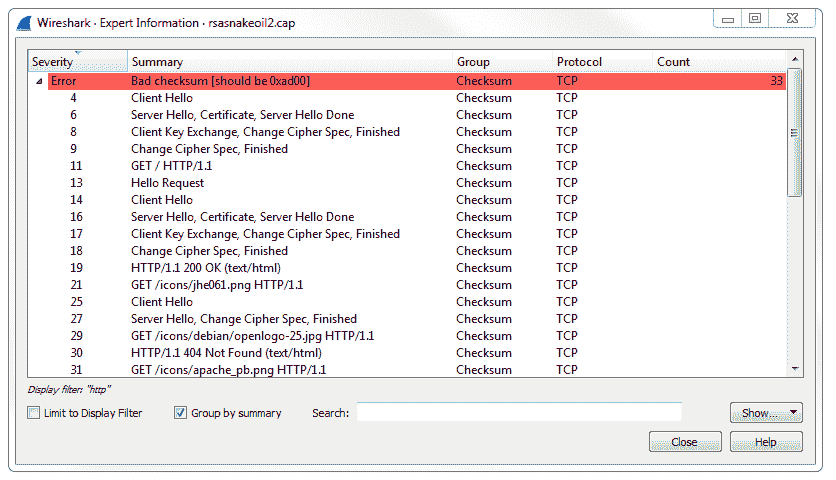 Wireshark · Expert Information · rsasnakeoil2.cap
Severity Summary Group Protocol Count
Error Bad checksum [should be 0xad00] Checksum TCP 33
4 Client Hello Checksum TCP
6 Server Hello, Certificate, Server Hello Done Checksum TCP
8 Client Key Exchange, Change Cipher Spec, Finished Checksum TCP
9 Change Cipher Spec, Finished Checksum TCP
11 GET / HTTP/1.1 Checksum TCP
13 Hello Request Checksum TCP
14 Client Hello Checksum TCP
16 Server Hello, Certificate, Server Hello Done Checksum TCP
17 Client Key Exchange, Change Cipher Spec, Finished Checksum TCP
18 Change Cipher Spec, Finished Checksum TCP
19 HTTP/1.1 200 OK (text/html) Checksum TCP
21 GET /icons/jhe061.png HTTP/1.1 Checksum TCP
25 Client Hello Checksum TCP
27 Server Hello, Change Cipher Spec, Finished Checksum TCP
29 GET /icons/debian/openlogo-25.jpg HTTP/1.1 Checksum TCP
30 HTTP/1.1 404 Not Found (text/html) Checksum TCP
31 GET /icons/apache_pb.png HTTP/1.1 Checksum TCP
Display filter: "http"
Limit to Display Filter Group by summary Search: Show...
Close Help